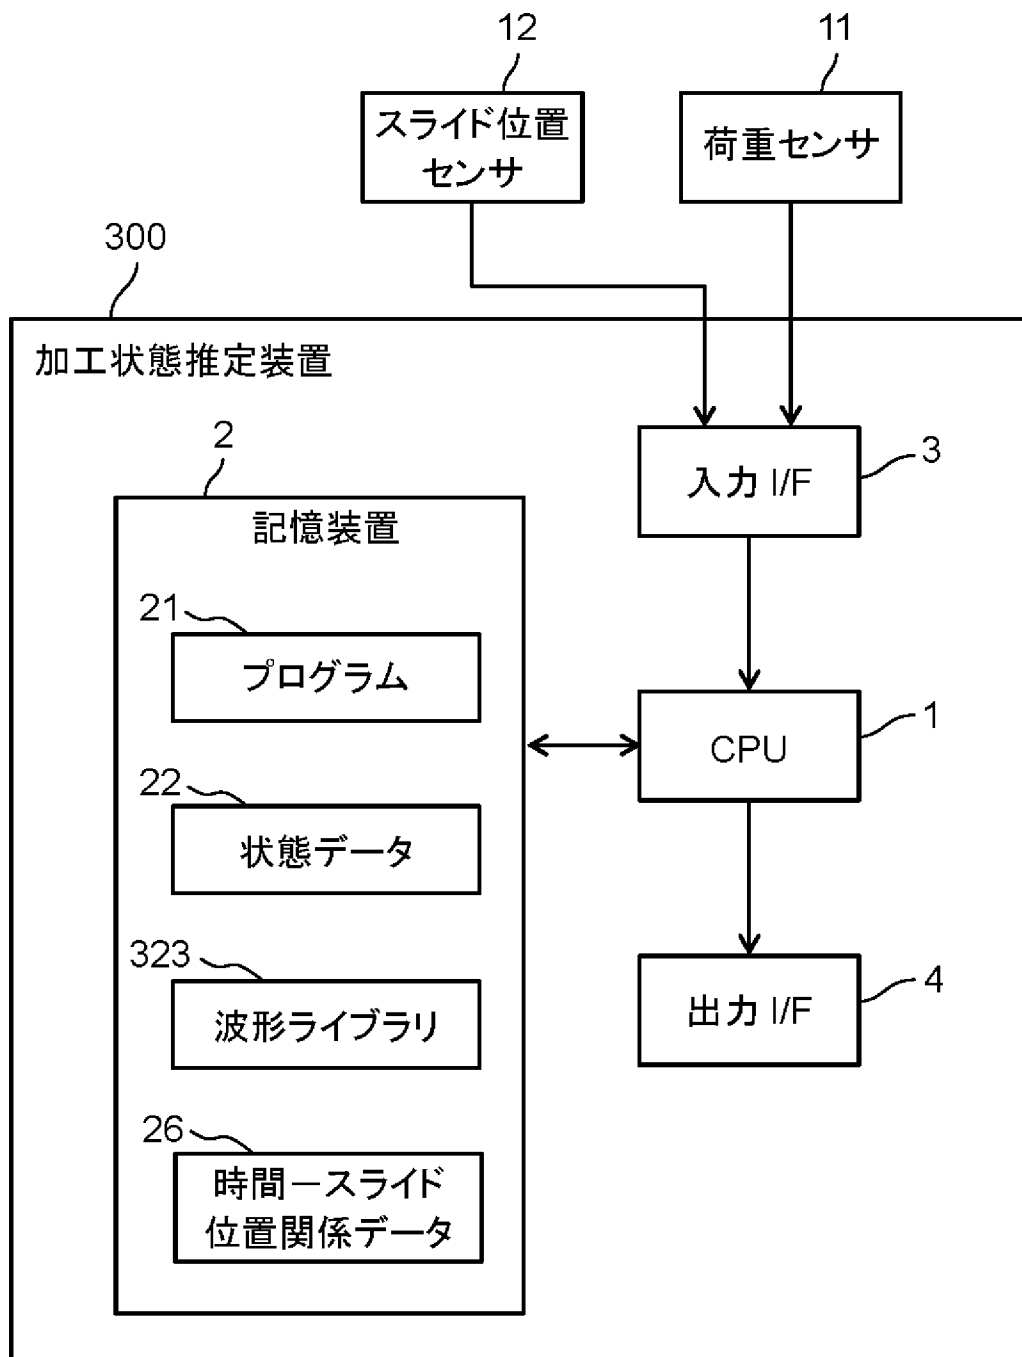 12
11
スライド位置
センサ
荷重センサ
300
加工状態推定装置
2
記憶装置
3
入力 I/F
21
プログラム
1
CPU
22
状態データ
323
波形ライブラリ
4
出力 I/F
26
時間－スライド
位置関係データ